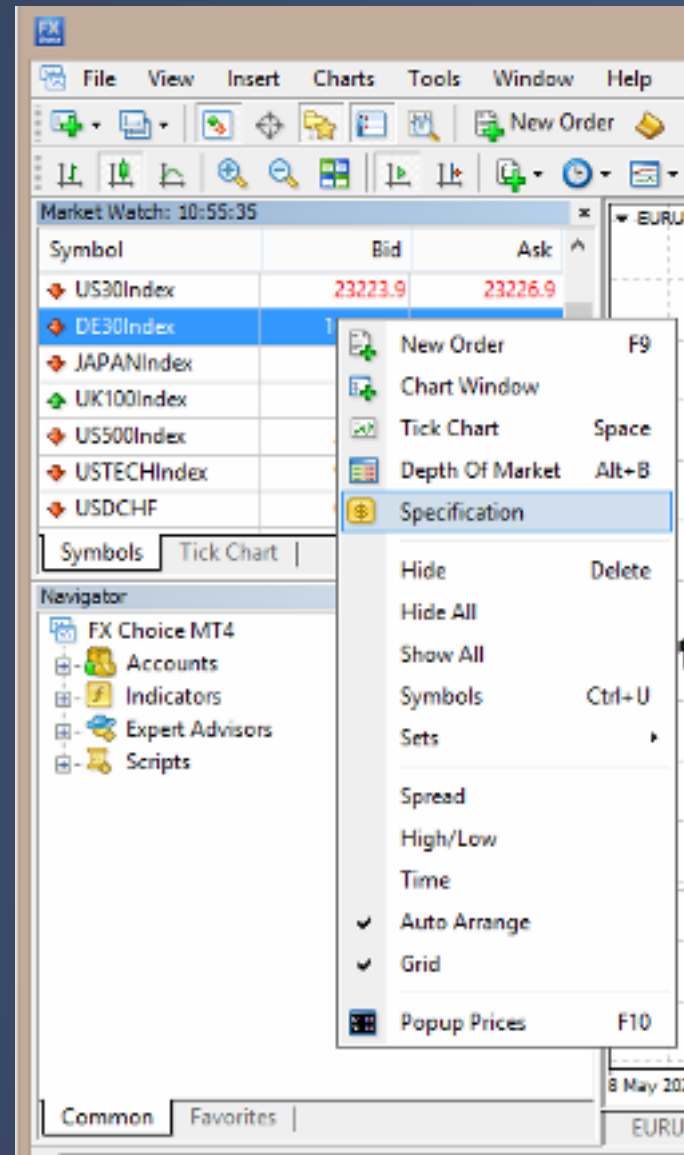 FX
File View Insert Charts Tools Window Help
New Order
Market Watch: 10:55:35
Symbol Bid Ask
US30Index 23223.9 23226.9
DE30Index
JAPANIndex
UK100Index
US500Index
USTECHIndex
USDCHF
Symbols Tick Chart
New Order F9
Chart Window
Tick Chart Space
Depth Of Market Alt+B
Specification
Hide Delete
Hide All
Show All
Symbols Ctrl+U
Sets
Spread
High/Low
Time
Auto Arrange
Grid
Popup Prices F10
Navigator
FX Choice MT4
Accounts
Indicators
Expert Advisors
Scripts
Common Favorites
EURU
8 May 202
EURU